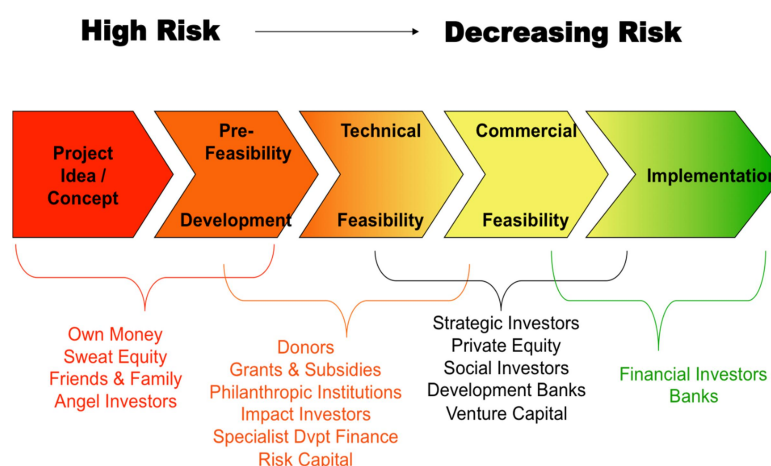 High Risk
Decreasing Risk
Project
Idea /
Concept
Pre-
Feasibility
Development
Technical
Feasibility
Commercial
Feasibility
Implementation
Own Money
Sweat Equity
Friends & Family
Angel Investors
Donors
Grants & Subsidies
Philanthropic Institutions
Impact Investors
Specialist Dvpt Finance
Risk Capital
Strategic Investors
Private Equity
Social Investors
Development Banks
Venture Capital
Financial Investors
Banks